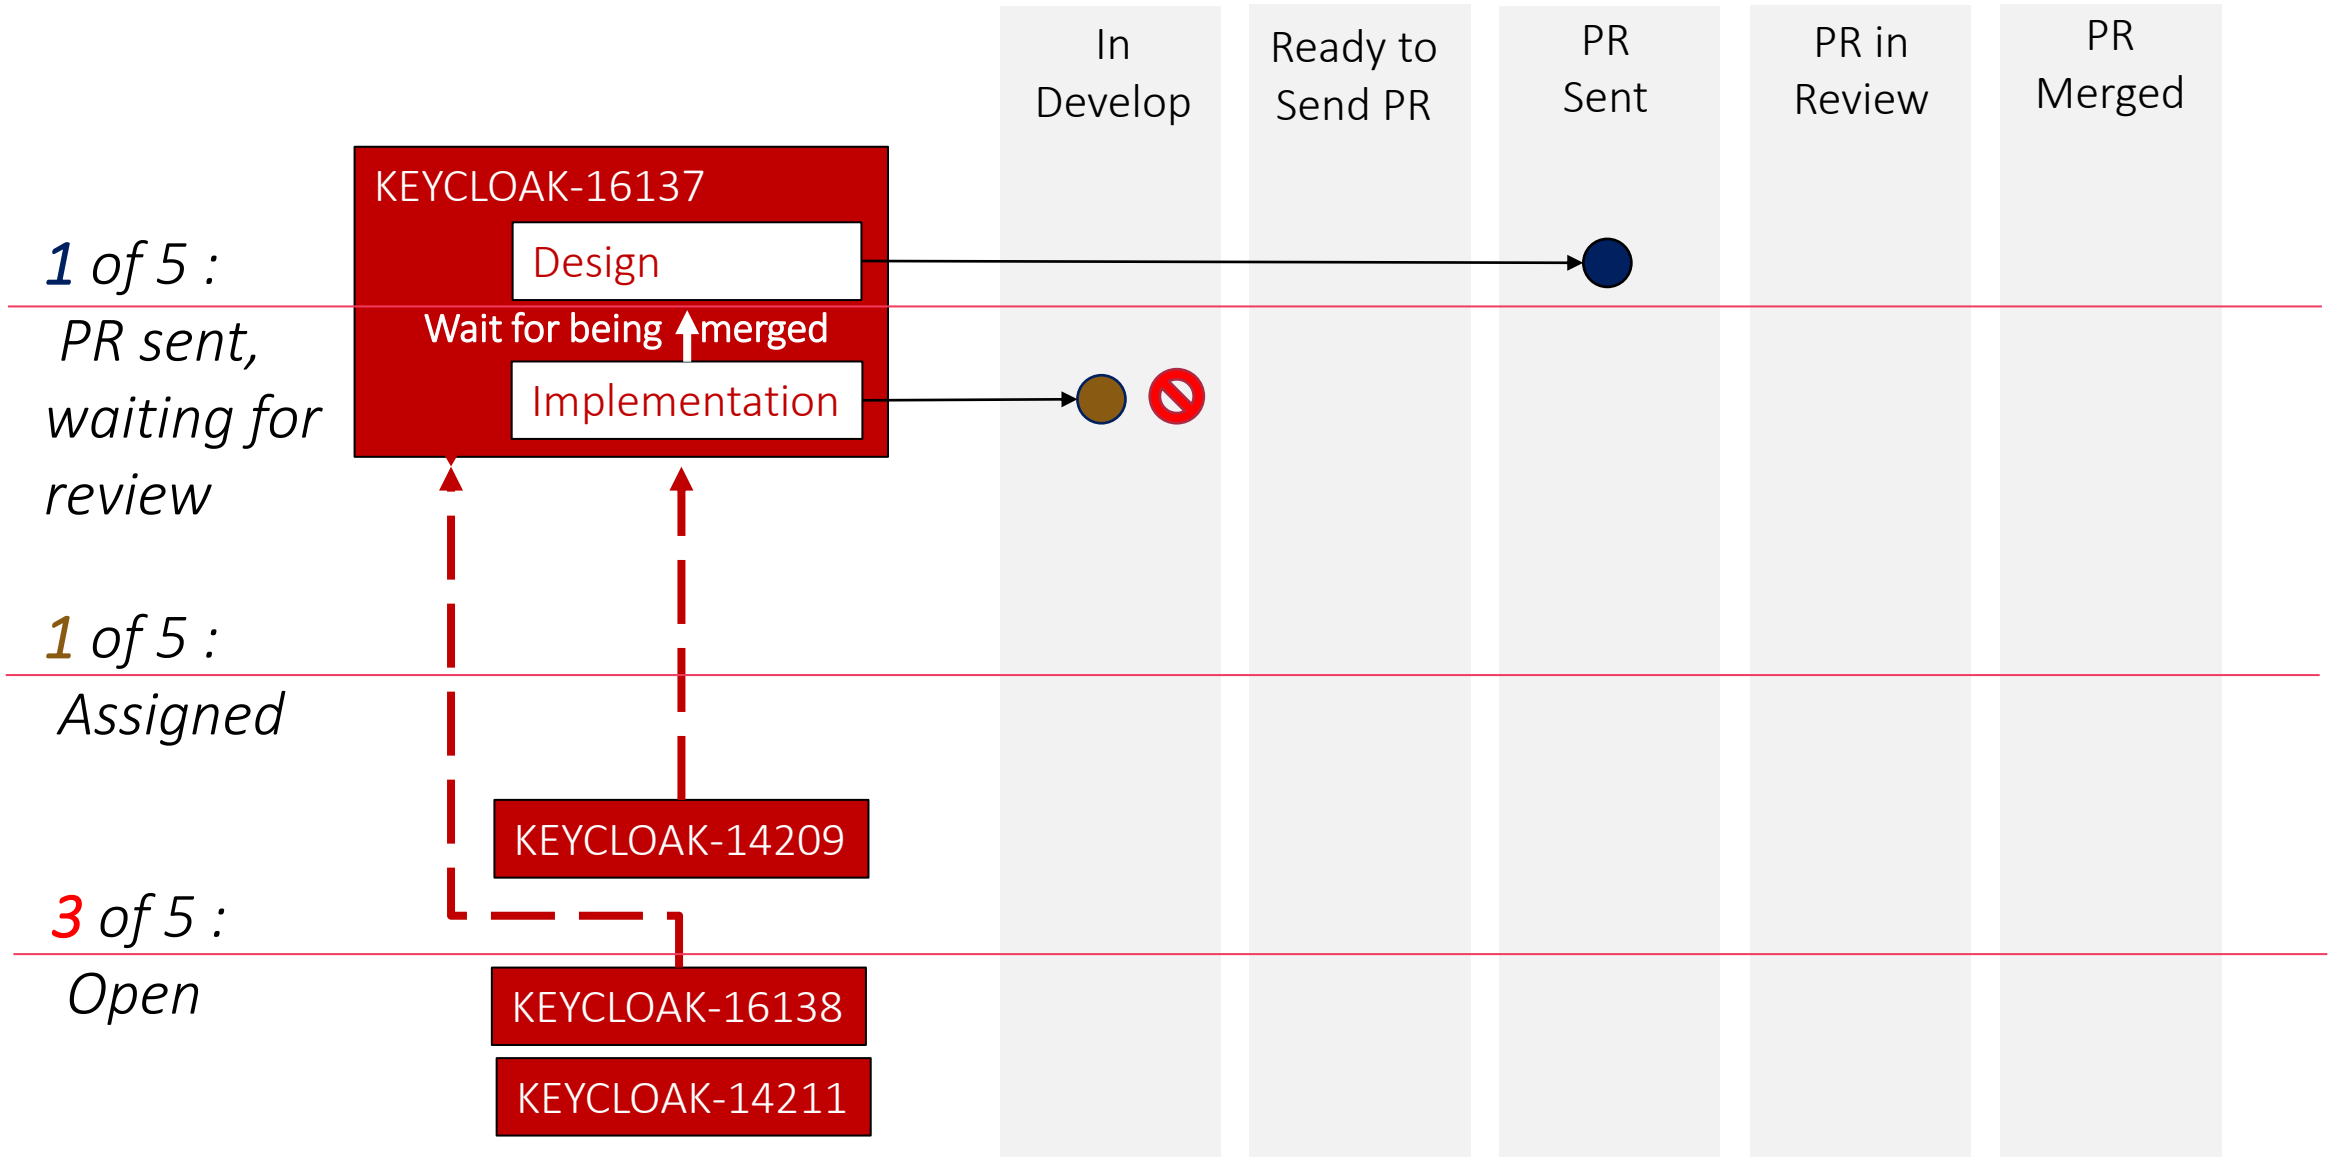 In
Develop
Ready to
Send PR
PR
Sent
PR in
Review
PR
Merged
KEYCLOAK-16137
Design
Wait for being merged
Implementation
1 of 5 :
PR sent,
waiting for
review
1 of 5 :
Assigned
KEYCLOAK-14209
3 of 5 :
Open
KEYCLOAK-16138
KEYCLOAK-14211